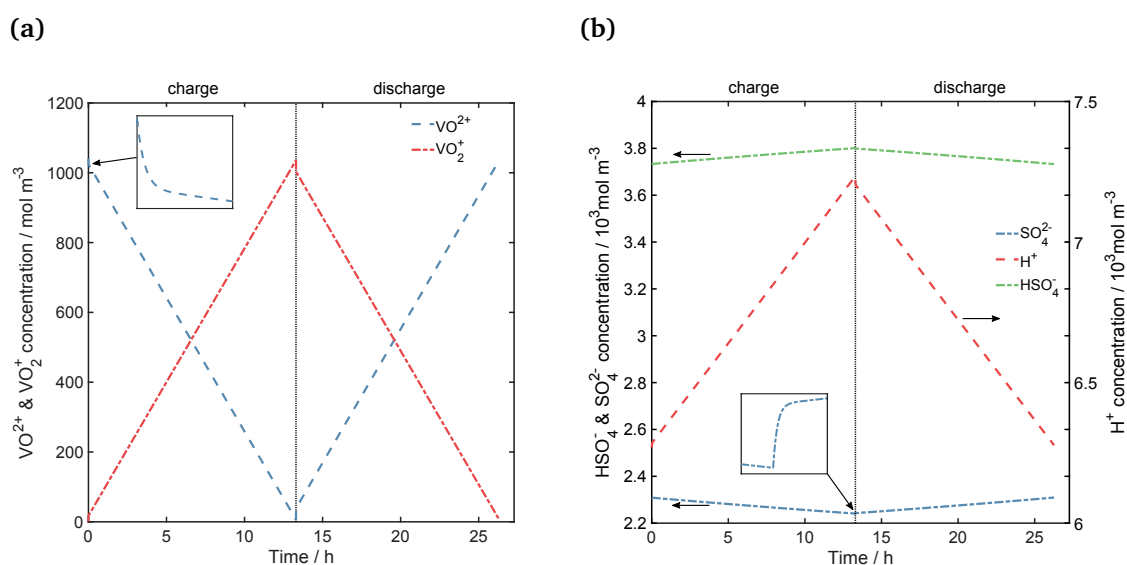 (a)
charge discharge
1200
1000
800
600
400
200
0
VO²⁺
VO₂⁺
VO²⁺ & VO₂⁺ concentration / mol m⁻³
0 5 10 15 20 25
Time / h
(b)
charge discharge
4
3.8
3.6
3.4
3.2
3
2.8
2.6
2.4
2.2
HSO₄⁻ & SO₄²⁻ concentration / 10³mol m⁻³
SO₄²⁻
H⁺
HSO₄⁻
7.5
7
6.5
6
H⁺ concentration / 10³mol m⁻³
0 5 10 15 20 25
Time / h